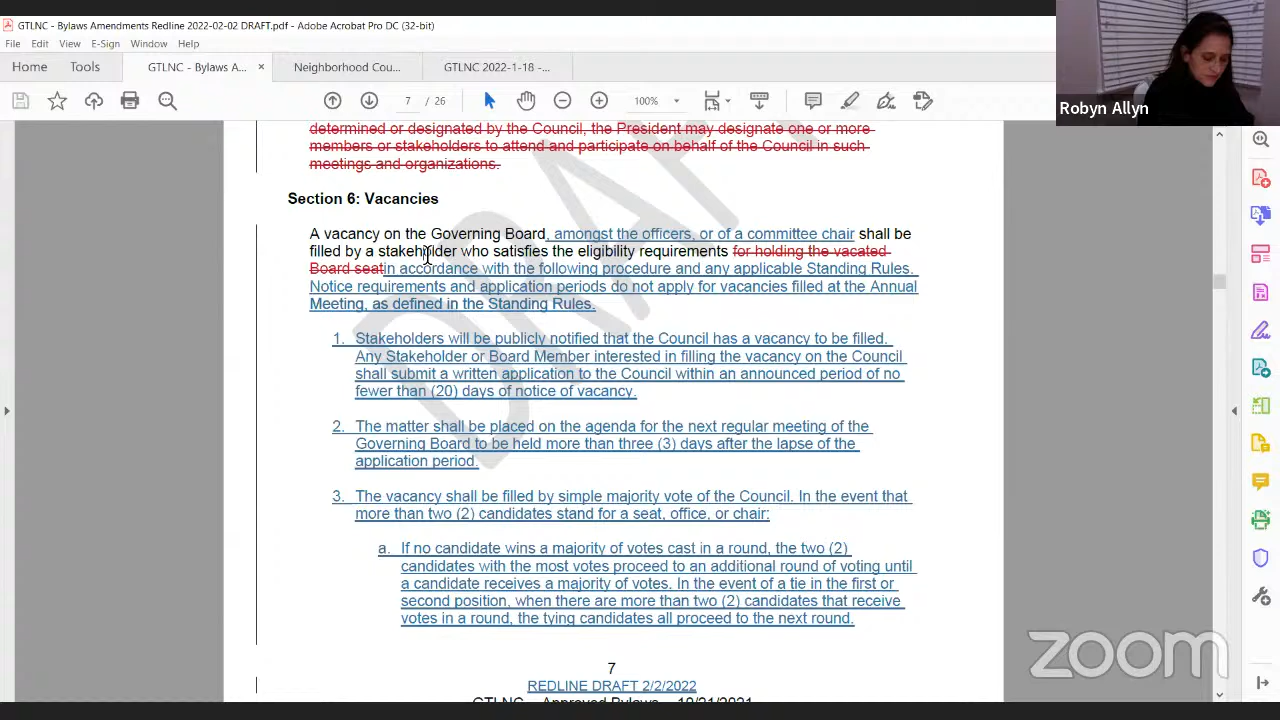 GTLNC - Bylaws Amendments Redline 2022-02-02 DRAFT.pdf - Adobe Acrobat Pro DC (32-bit)
File Edit View E-Sign Window Help
Home Tools GTLNC - Bylaws A... × Neighborhood Cou... GTLNC 2022-1-18 -...
7 / 26 100%
Robyn Allyn
determined or designated by the Council, the President may designate one or more
members or stakeholders to attend and participate on behalf of the Council in such
meetings and organizations.
Section 6: Vacancies
A vacancy on the Governing Board, amongst the officers, or of a committee chair shall be
filled by a stakeholder who satisfies the eligibility requirements for holding the vacated
Board seatin accordance with the following procedure and any applicable Standing Rules.
Notice requirements and application periods do not apply for vacancies filled at the Annual
Meeting, as defined in the Standing Rules.
1. Stakeholders will be publicly notified that the Council has a vacancy to be filled.
Any Stakeholder or Board Member interested in filling the vacancy on the Council
shall submit a written application to the Council within an announced period of no
fewer than (20) days of notice of vacancy.
2. The matter shall be placed on the agenda for the next regular meeting of the
Governing Board to be held more than three (3) days after the lapse of the
application period.
3. The vacancy shall be filled by simple majority vote of the Council. In the event that
more than two (2) candidates stand for a seat, office, or chair:
a. If no candidate wins a majority of votes cast in a round, the two (2)
candidates with the most votes proceed to an additional round of voting until
a candidate receives a majority of votes. In the event of a tie in the first or
second position, when there are more than two (2) candidates that receive
votes in a round, the tying candidates all proceed to the next round.
7
REDLINE DRAFT 2/2/2022
GTLNC - Approved Bylaws - 10/21/2021
DRAFT
zoom